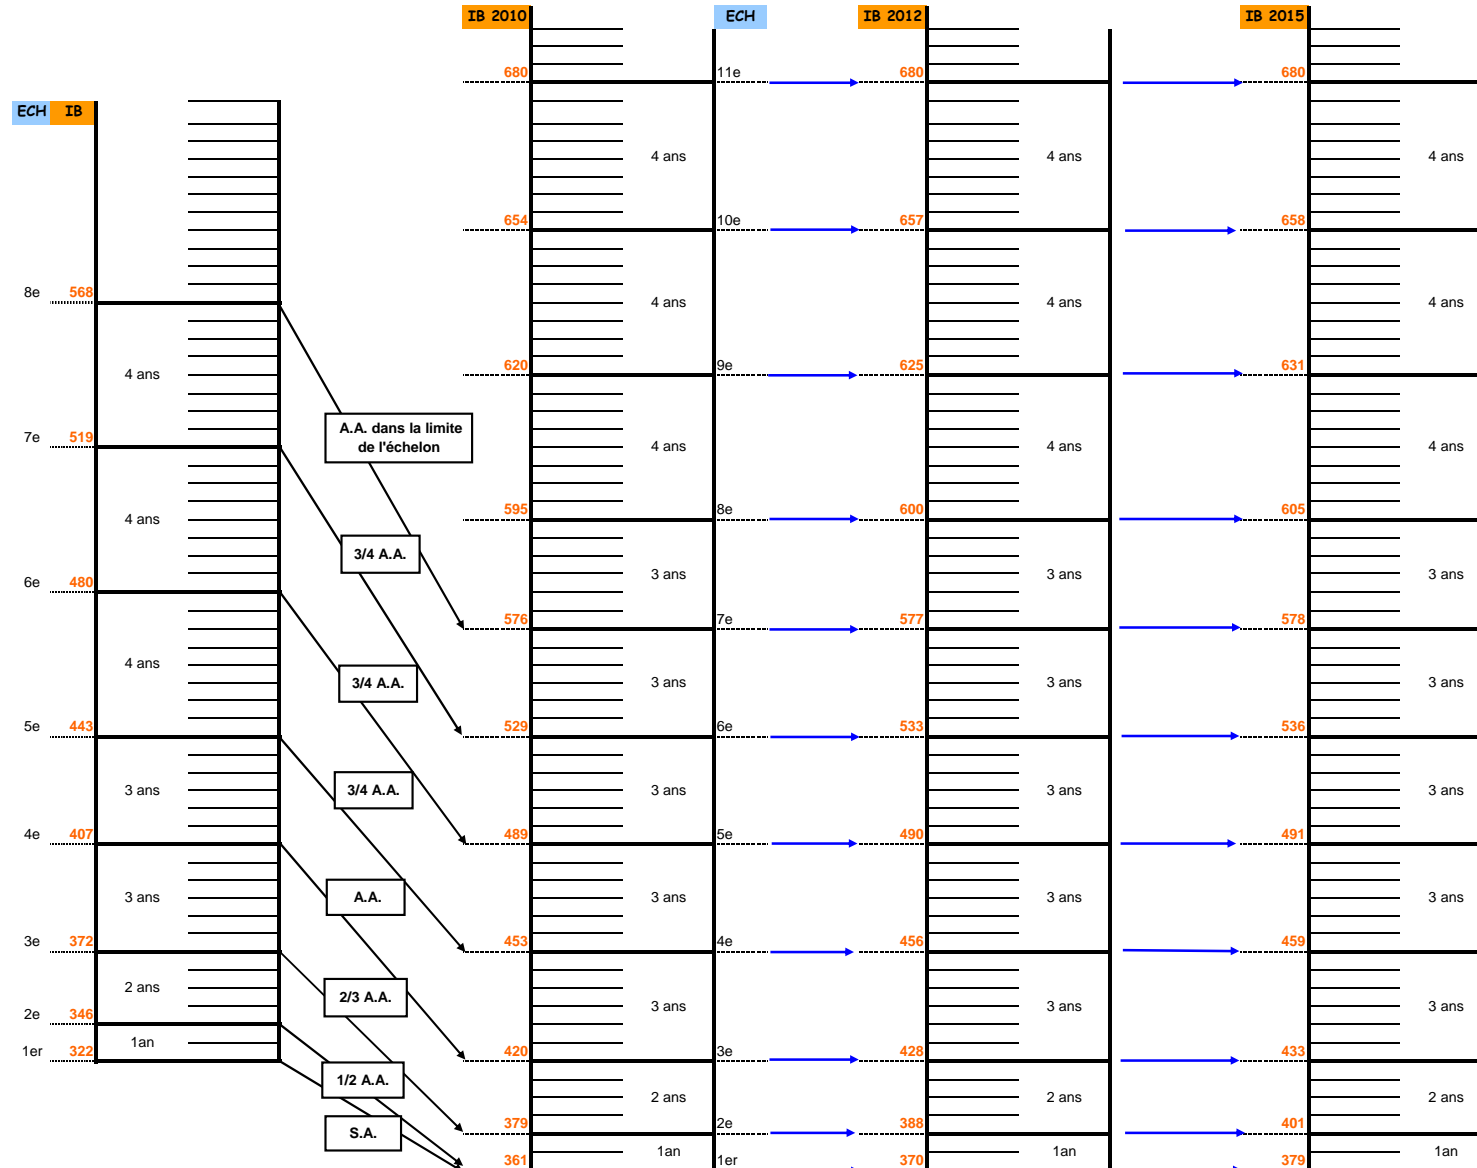 IB 2010 ECH IB 2012 IB 2015
680 11e 680 680
ECH IB
4 ans 4 ans 4 ans
654 10e 657 658
8e 568 4 ans 4 ans 4 ans
620 9e 625 631
4 ans
A.A. dans la limite
de l'échelon
7e 519 4 ans 4 ans 4 ans
595 8e 600 605
4 ans
3/4 A.A.
3 ans 3 ans 3 ans
6e 480
576 7e 577 578
4 ans
3/4 A.A.
3 ans 3 ans 3 ans
5e 443 529 6e 533 536
3 ans 3/4 A.A. 3 ans 3 ans 3 ans
4e 407 489 5e 490 491
3 ans A.A. 3 ans 3 ans 3 ans
3e 372 453 4e 456 459
2 ans 2/3 A.A.
3 ans 3 ans 3 ans
2e 346
1an
1er 322 420 3e 428 433
1/2 A.A.
2 ans 2 ans 2 ans
S.A.
379 2e 388 401
1an 1an 1an
361 1er 370 379